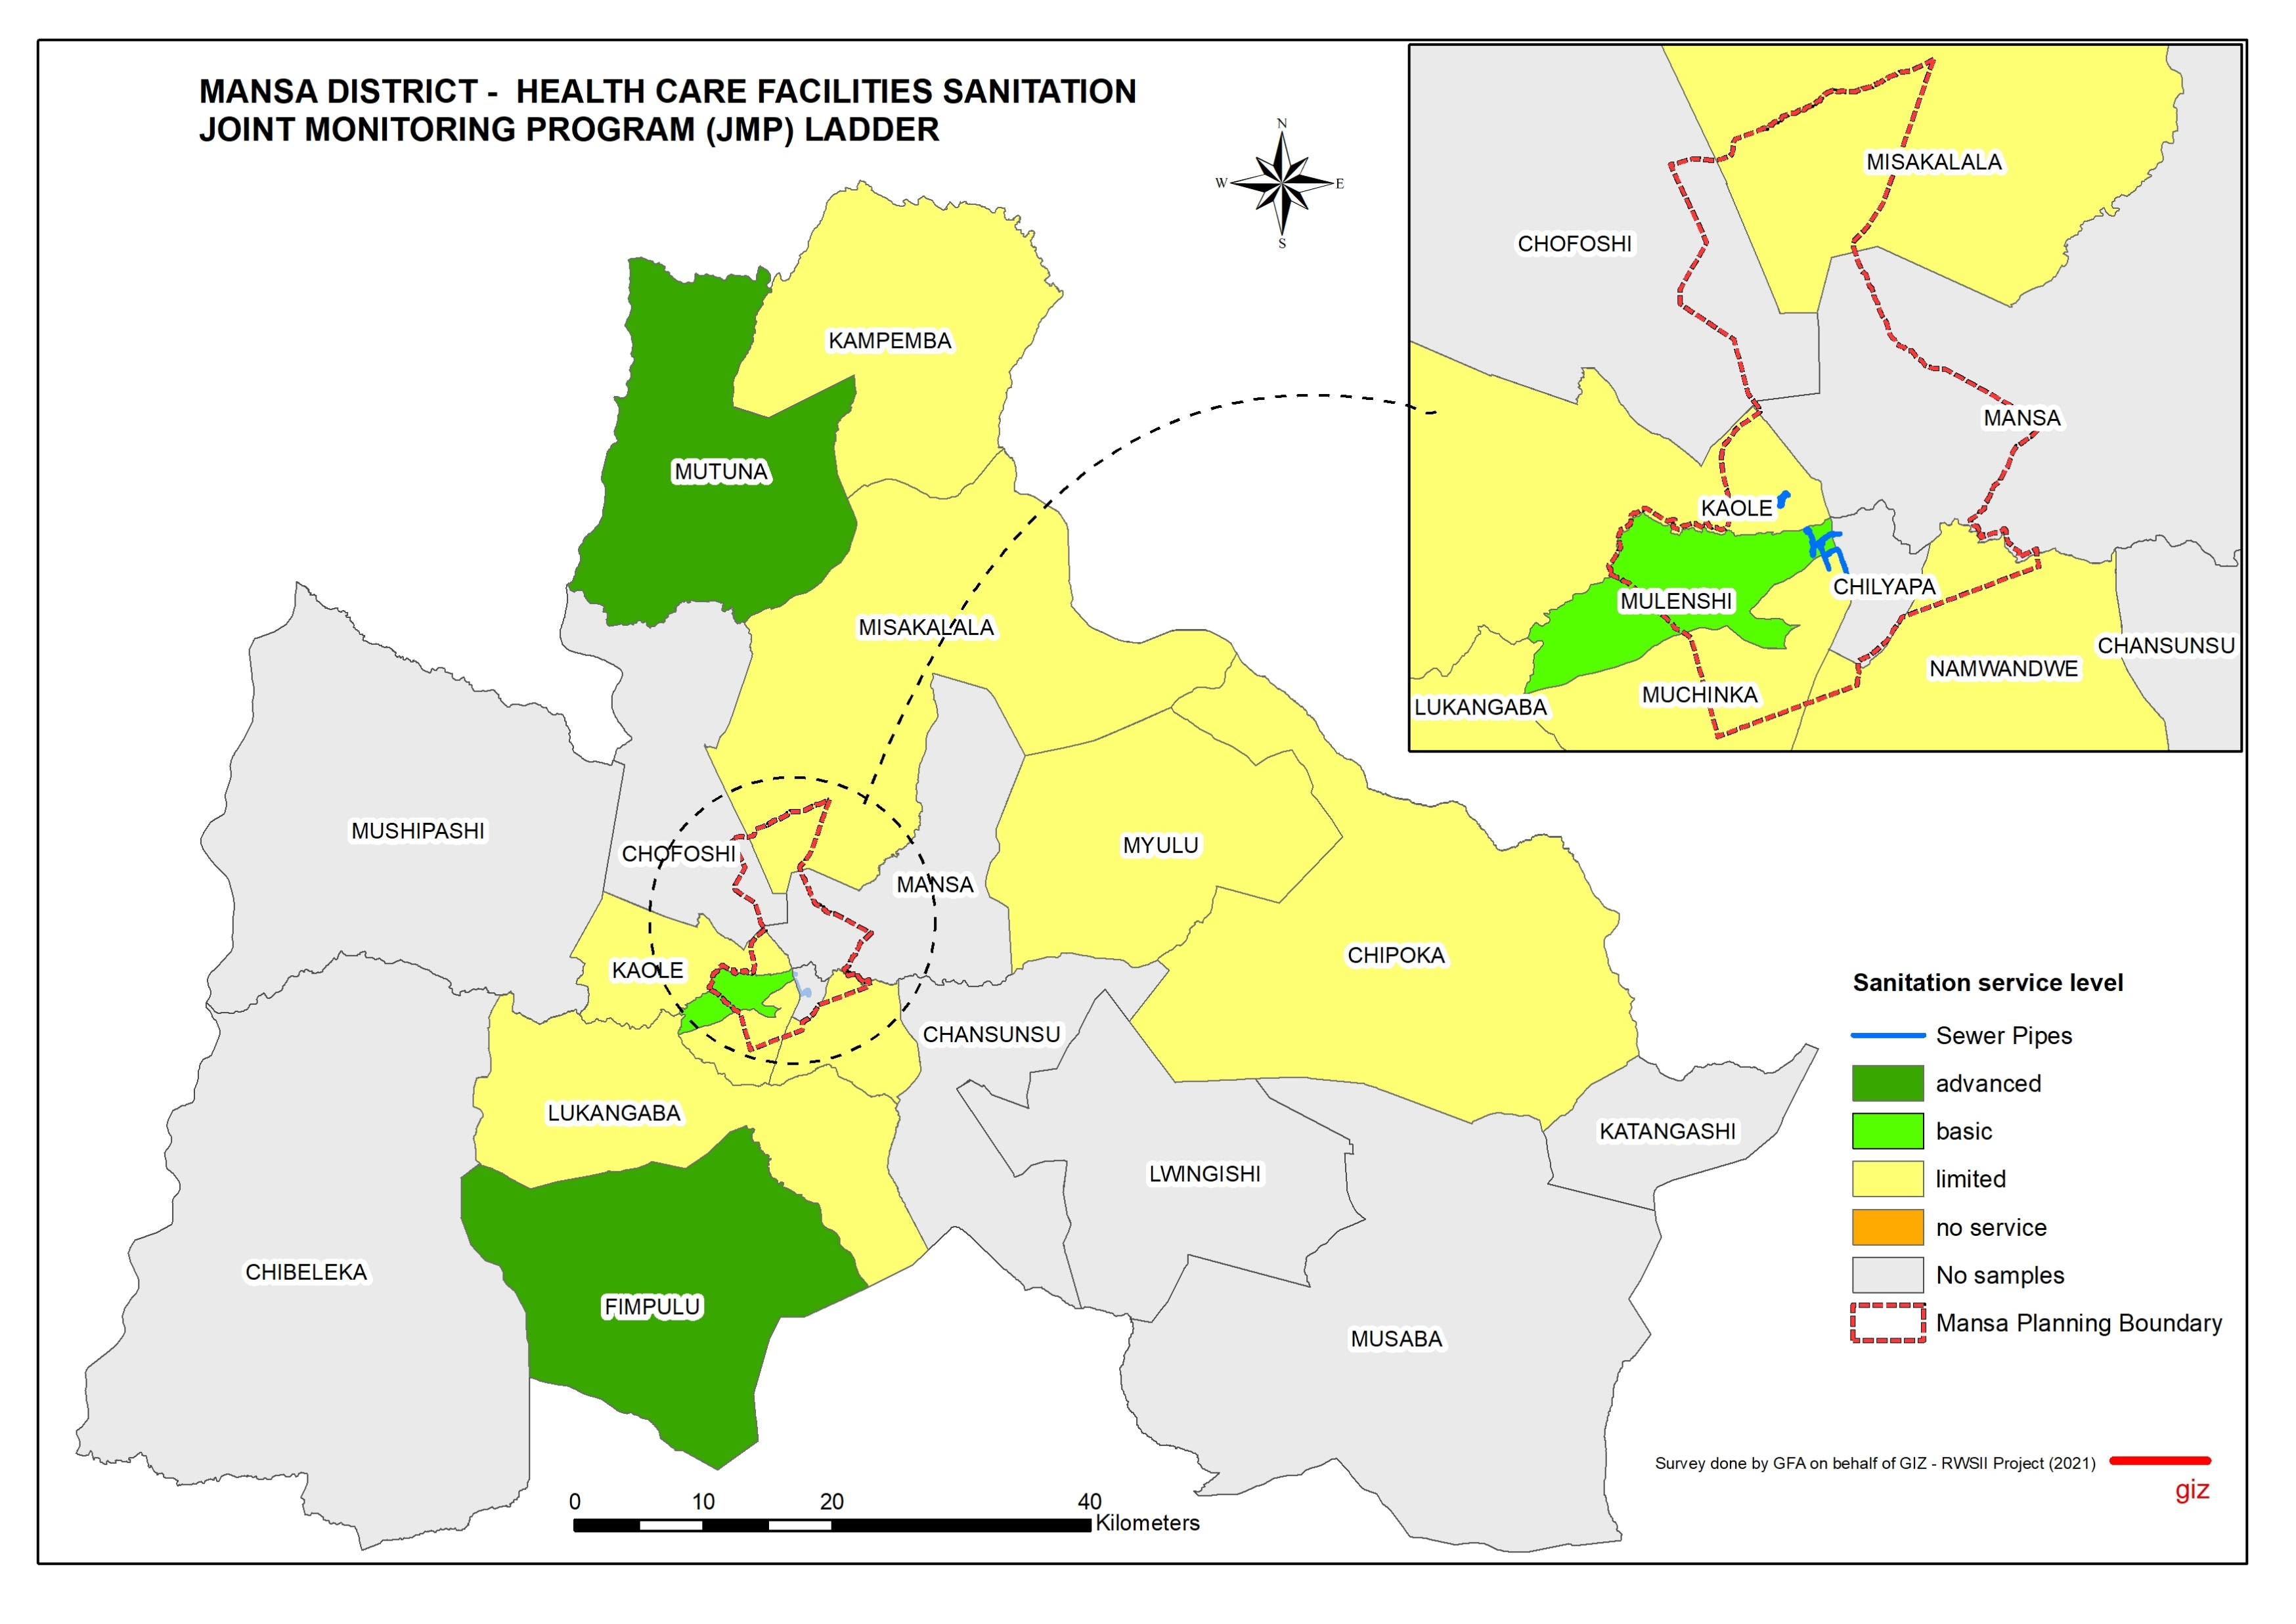 MANSA DISTRICT - HEALTH CARE FACILITIES SANITATION
JOINT MONITORING PROGRAM (JMP) LADDER
N
W
E
S
KAMPEMBA
MUTUNA
MISAKALALA
MUSHIPASHI
CHOFOSHI
MYULU
MANSA
CHIPOKA
KAOLE
CHANSUNSU
LUKANGABA
KATANGASHI
LWINGISHI
CHIBELEKA
FIMPULU
MUSABA
MISAKALALA
CHOFOSHI
MANSA
KAOLE
CHILYAPA
MULENSHI
CHANSUNSU
NAMWANDWE
MUCHINKA
LUKANGABA
Sanitation service level
Sewer Pipes
advanced
basic
limited
no service
No samples
Mansa Planning Boundary
Survey done by GFA on behalf of GIZ - RWSII Project (2021)
giz
0 10 20 40
Kilometers